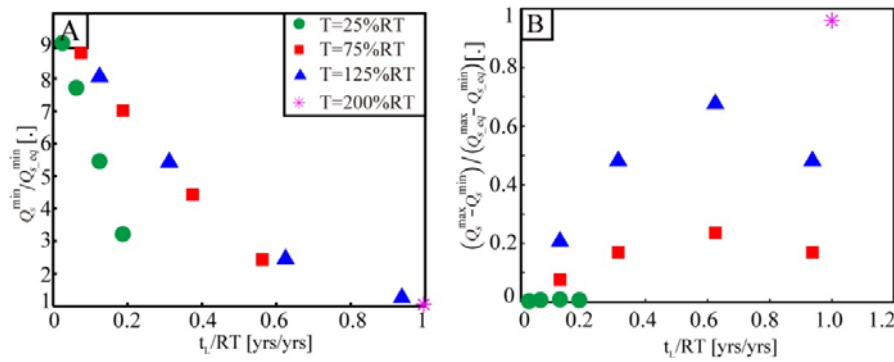 A
T=25%RT
T=75%RT
T=125%RT
T=200%RT
9
8
7
6
5
4
3
2
1
Q_s^min/Q_s_eq^min [.]
0 0.2 0.4 0.6 0.8 1
t_L/RT [yrs/yrs]
B
1
0.8
0.6
0.4
0.2
0
(Q_s^max-Q_s^min)/(Q_s_eq^max-Q_s_eq^min)[.]
0 0.2 0.4 0.6 0.8 1.0 1.2
t_L/RT [yrs/yrs]